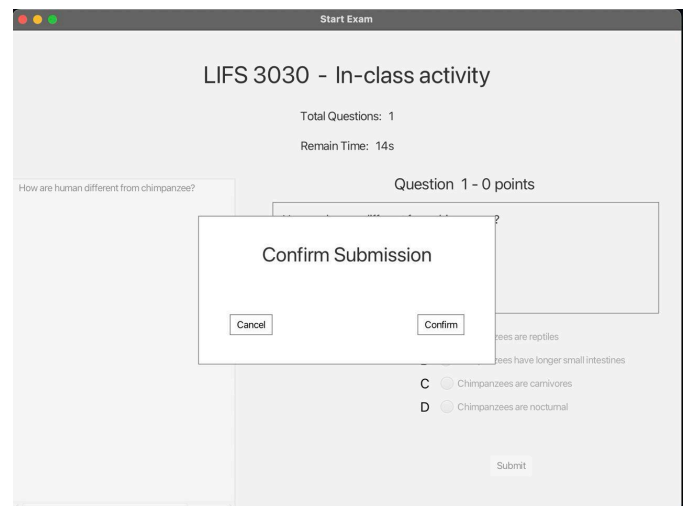 Start Exam
LIFS 3030 - In-class activity
Total Questions: 1
Remain Time: 14s
How are human different from chimpanzee?
Question 1 - 0 points
?
Confirm Submission
Cancel
Confirm
zees are reptiles
zees have longer small intestines
C Chimpanzees are carnivores
D Chimpanzees are nocturnal
Submit